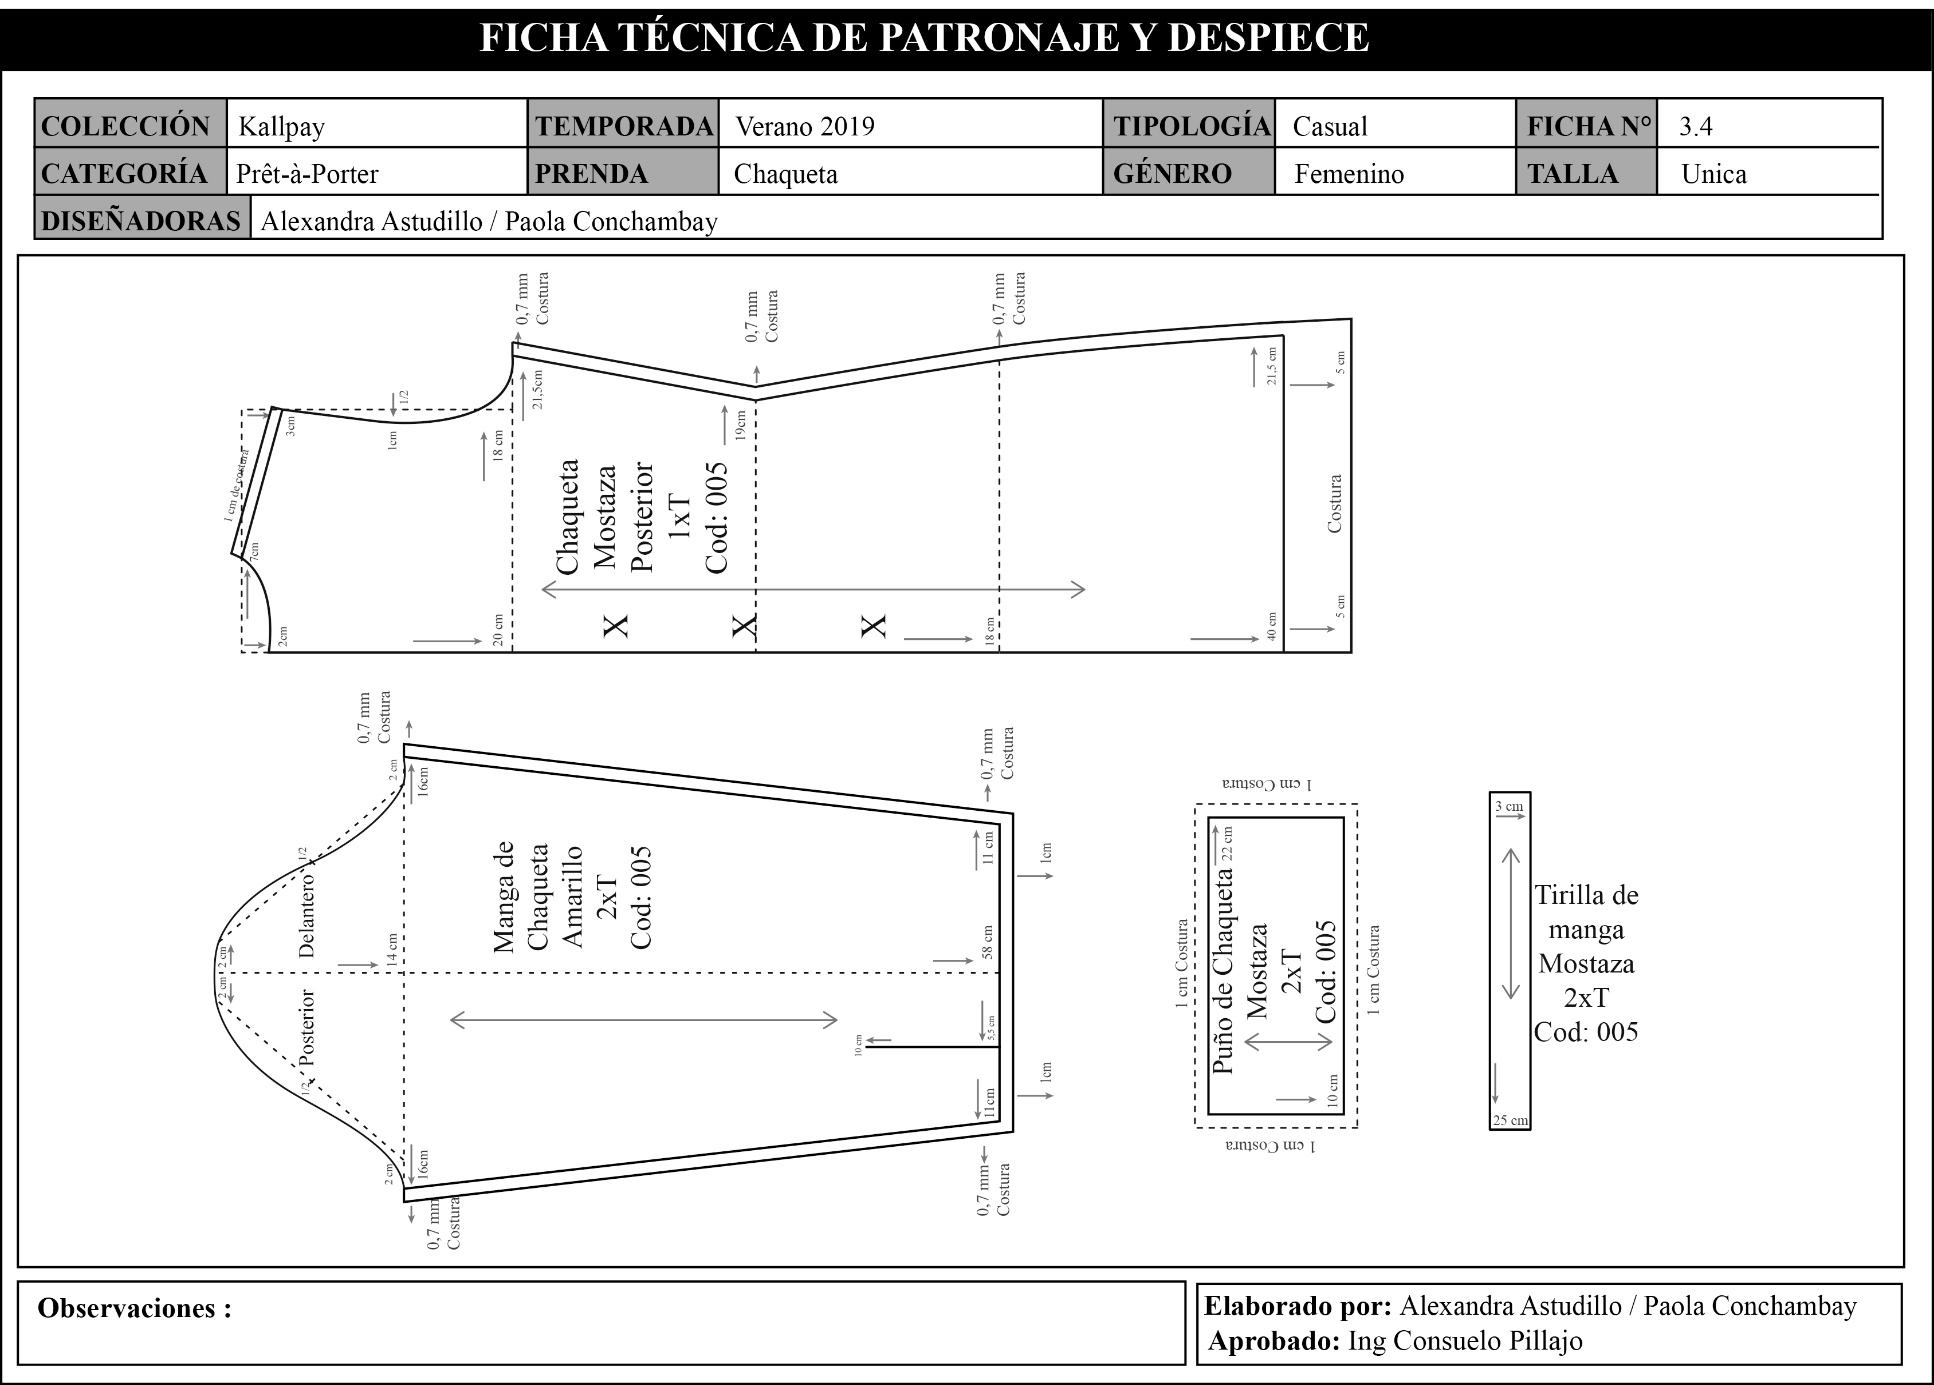 FICHA TÉCNICA DE PATRONAJE Y DESPIECE
COLECCIÓN Kallpay TEMPORADA Verano 2019 TIPOLOGÍA Casual FICHA N° 3.4
CATEGORÍA Prêt-à-Porter PRENDA Chaqueta GÉNERO Femenino TALLA Unica
DISEÑADORAS Alexandra Astudillo / Paola Conchambay
0,7 mm
Costura
0,7 mm
Costura
0,7 mm
Costura
1 cm de costura
3cm
7cm
2cm
1/2
1cm
18 cm
20 cm
21,5cm
19cm
18 cm
21,5 cm
40 cm
5 cm
Costura
5 cm
Chaqueta
Mostaza
Posterior
1xT
Cod: 005
X
X
X
0,7 mm
Costura
2 cm
16cm
1/2
Delantero
2 cm
2 cm
14 cm
Posterior
1/2
2 cm
16cm
0,7 mm
Costura
Manga de
Chaqueta
Amarillo
2xT
Cod: 005
0,7 mm
Costura
11 cm
1cm
58 cm
5,5 cm
10 cm
11cm
1cm
0,7 mm
Costura
1 cm Costura
1 cm Costura
22 cm
Puño de Chaqueta
Mostaza
2xT
Cod: 005
10 cm
1 cm Costura
1 cm Costura
3 cm
25 cm
Tirilla de
manga
Mostaza
2xT
Cod: 005
Observaciones :
Elaborado por: Alexandra Astudillo / Paola Conchambay
Aprobado: Ing Consuelo Pillajo